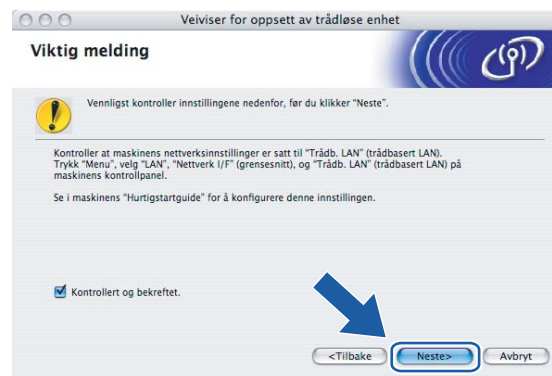 Veiviser for oppsett av trådløse enhet
Viktig melding
Vennligst kontroller innstillingene nedenfor, før du klikker "Neste".
Kontroller at maskinens nettverksinnstillinger er satt til "Trådb. LAN" (trådbasert LAN).
Trykk "Menu", velg "LAN", "Nettverk I/F" (grensesnitt), og "Trådb. LAN" (trådbasert LAN) på
maskinens kontrollpanel.
Se i maskinens "Hurtigstartguide" for å konfigurere denne innstillingen.
Kontrollert og bekreftet.
<Tilbake Neste> Avbryt